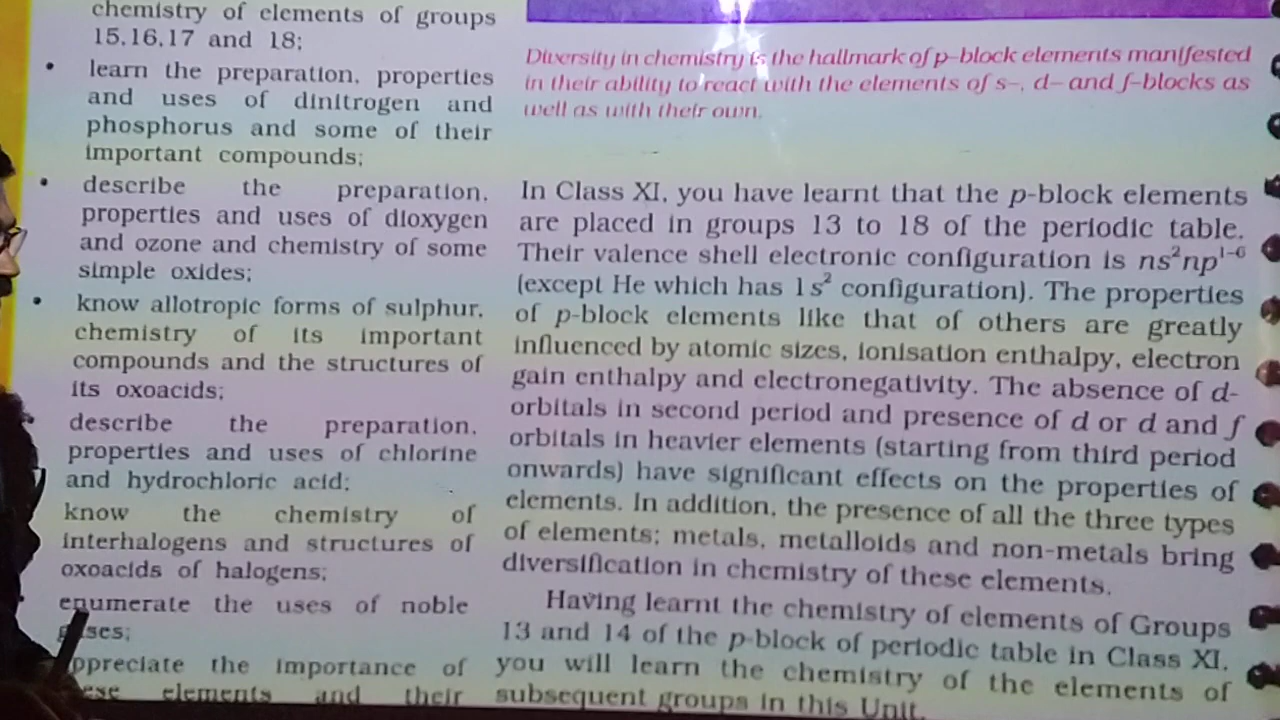 chemistry of elements of groups
15,16,17 and 18;
• learn the preparation, properties
and uses of dinitrogen and
phosphorus and some of their
important compounds;
• describe the preparation,
properties and uses of dioxygen
and ozone and chemistry of some
simple oxides;
• know allotropic forms of sulphur,
chemistry of its important
compounds and the structures of
its oxoacids;
describe the preparation,
properties and uses of chlorine
and hydrochloric acid;
know the chemistry of
interhalogens and structures of
oxoacids of halogens;
enumerate the uses of noble
gases;
ppreciate the importance of
ese elements and their
Diversity in chemistry is the hallmark of p–block elements manifested
in their ability to react with the elements of s–, d– and f–blocks as
well as with their own.
In Class XI, you have learnt that the p-block elements
are placed in groups 13 to 18 of the periodic table.
Their valence shell electronic configuration is ns²np¹⁻⁶
(except He which has 1s² configuration). The properties
of p-block elements like that of others are greatly
influenced by atomic sizes, ionisation enthalpy, electron
gain enthalpy and electronegativity. The absence of d-
orbitals in second period and presence of d or d and f
orbitals in heavier elements (starting from third period
onwards) have significant effects on the properties of
elements. In addition, the presence of all the three types
of elements; metals, metalloids and non-metals bring
diversification in chemistry of these elements.
Having learnt the chemistry of elements of Groups
13 and 14 of the p-block of periodic table in Class XI,
you will learn the chemistry of the elements of
subsequent groups in this Unit.